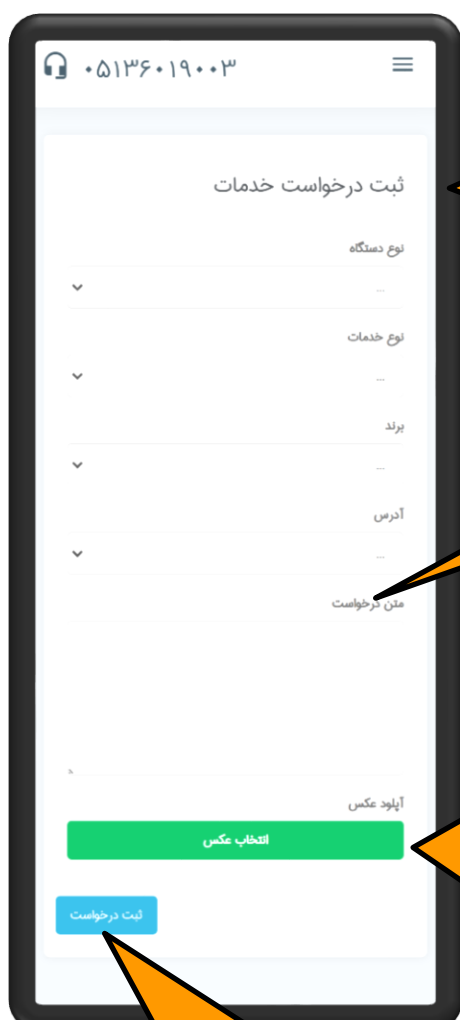 ۰۵۱۳۶۰۱۹۰۰۳
ثبت درخواست خدمات
نوع دستگاه
...
نوع خدمات
...
برند
...
آدرس
...
متن درخواست
آپلود عکس
انتخاب عکس
ثبت درخواست